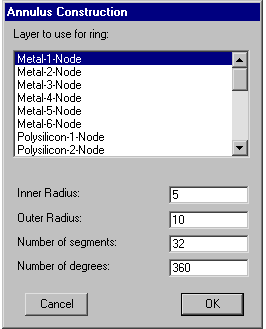 Annulus Construction
Layer to use for ring:
Metal-1-Node
Metal-2-Node
Metal-3-Node
Metal-4-Node
Metal-5-Node
Metal-6-Node
Polysilicon-1-Node
Polysilicon-2-Node
Inner Radius: 5
Outer Radius: 10
Number of segments: 32
Number of degrees: 360
Cancel OK